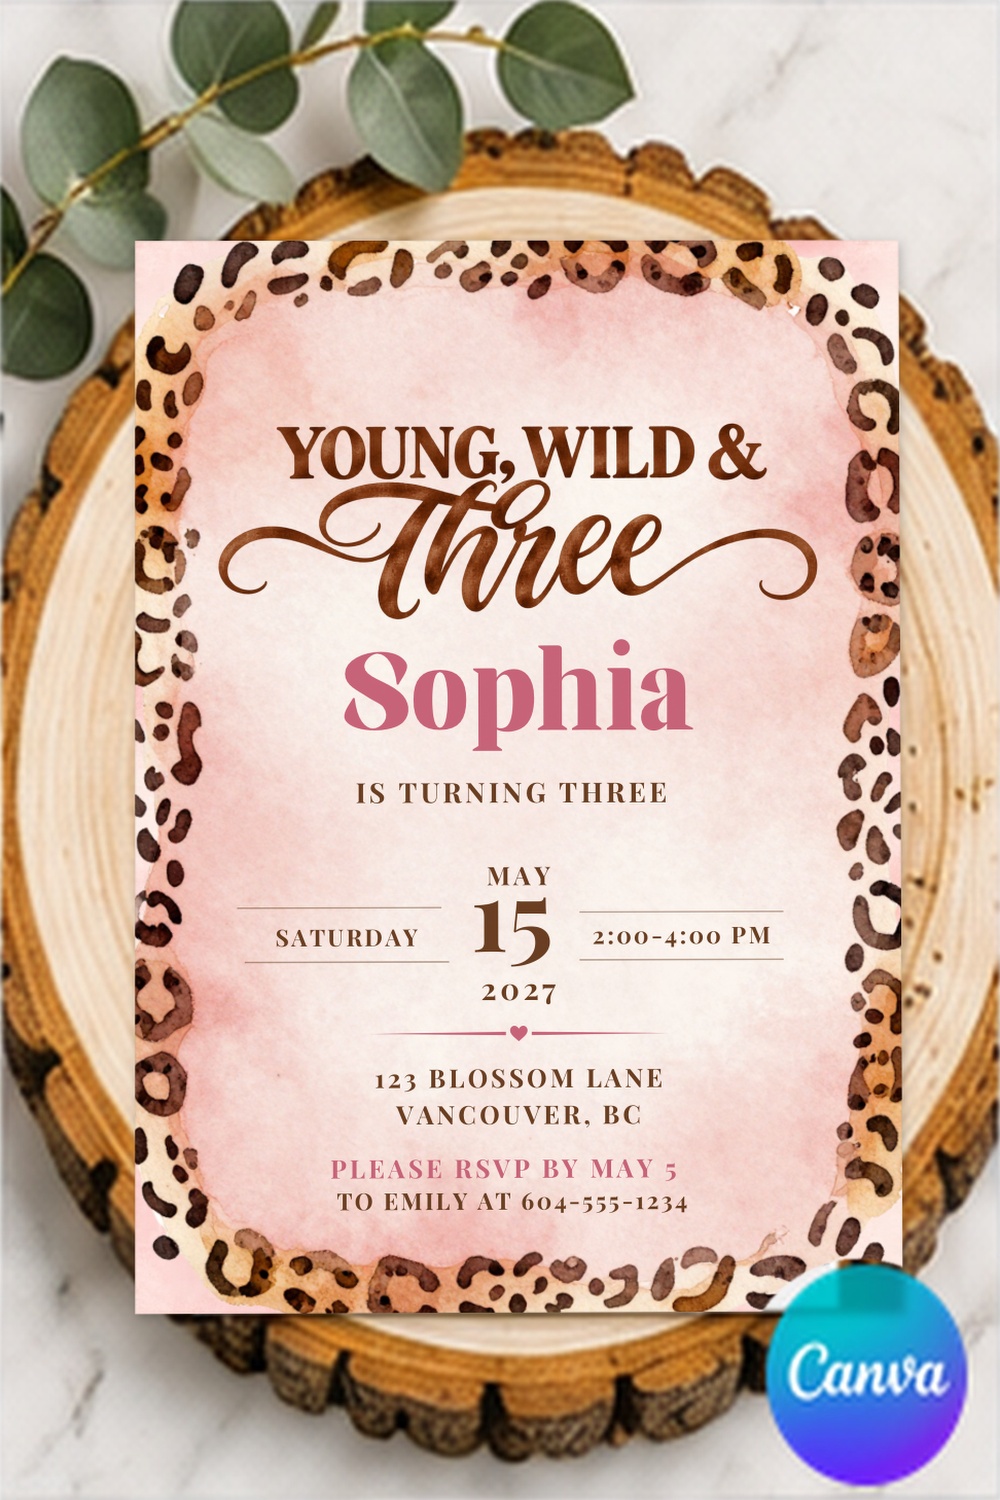 YOUNG, WILD &
Three
Sophia
IS TURNING THREE
MAY
SATURDAY 15 2:00-4:00 PM
2027
123 BLOSSOM LANE
VANCOUVER, BC
PLEASE RSVP BY MAY 5
TO EMILY AT 604-555-1234
Canva